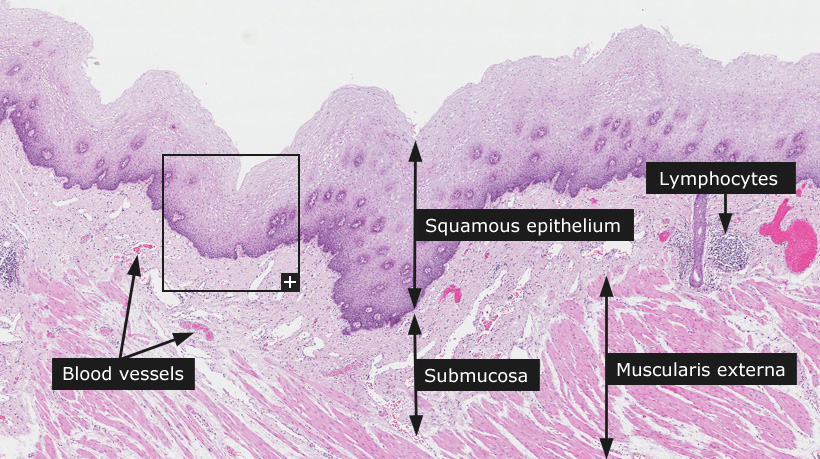 Lymphocytes
Squamous epithelium
Blood vessels
Submucosa
Muscularis externa